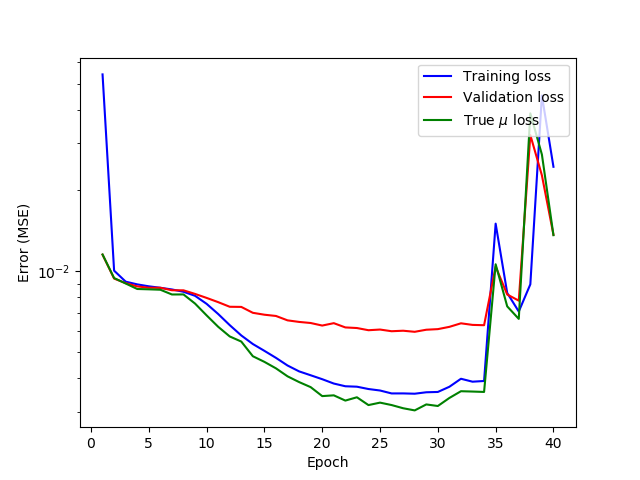 Training loss
Validation loss
True μ loss
Error (MSE)
10⁻²
0 5 10 15 20 25 30 35 40
Epoch